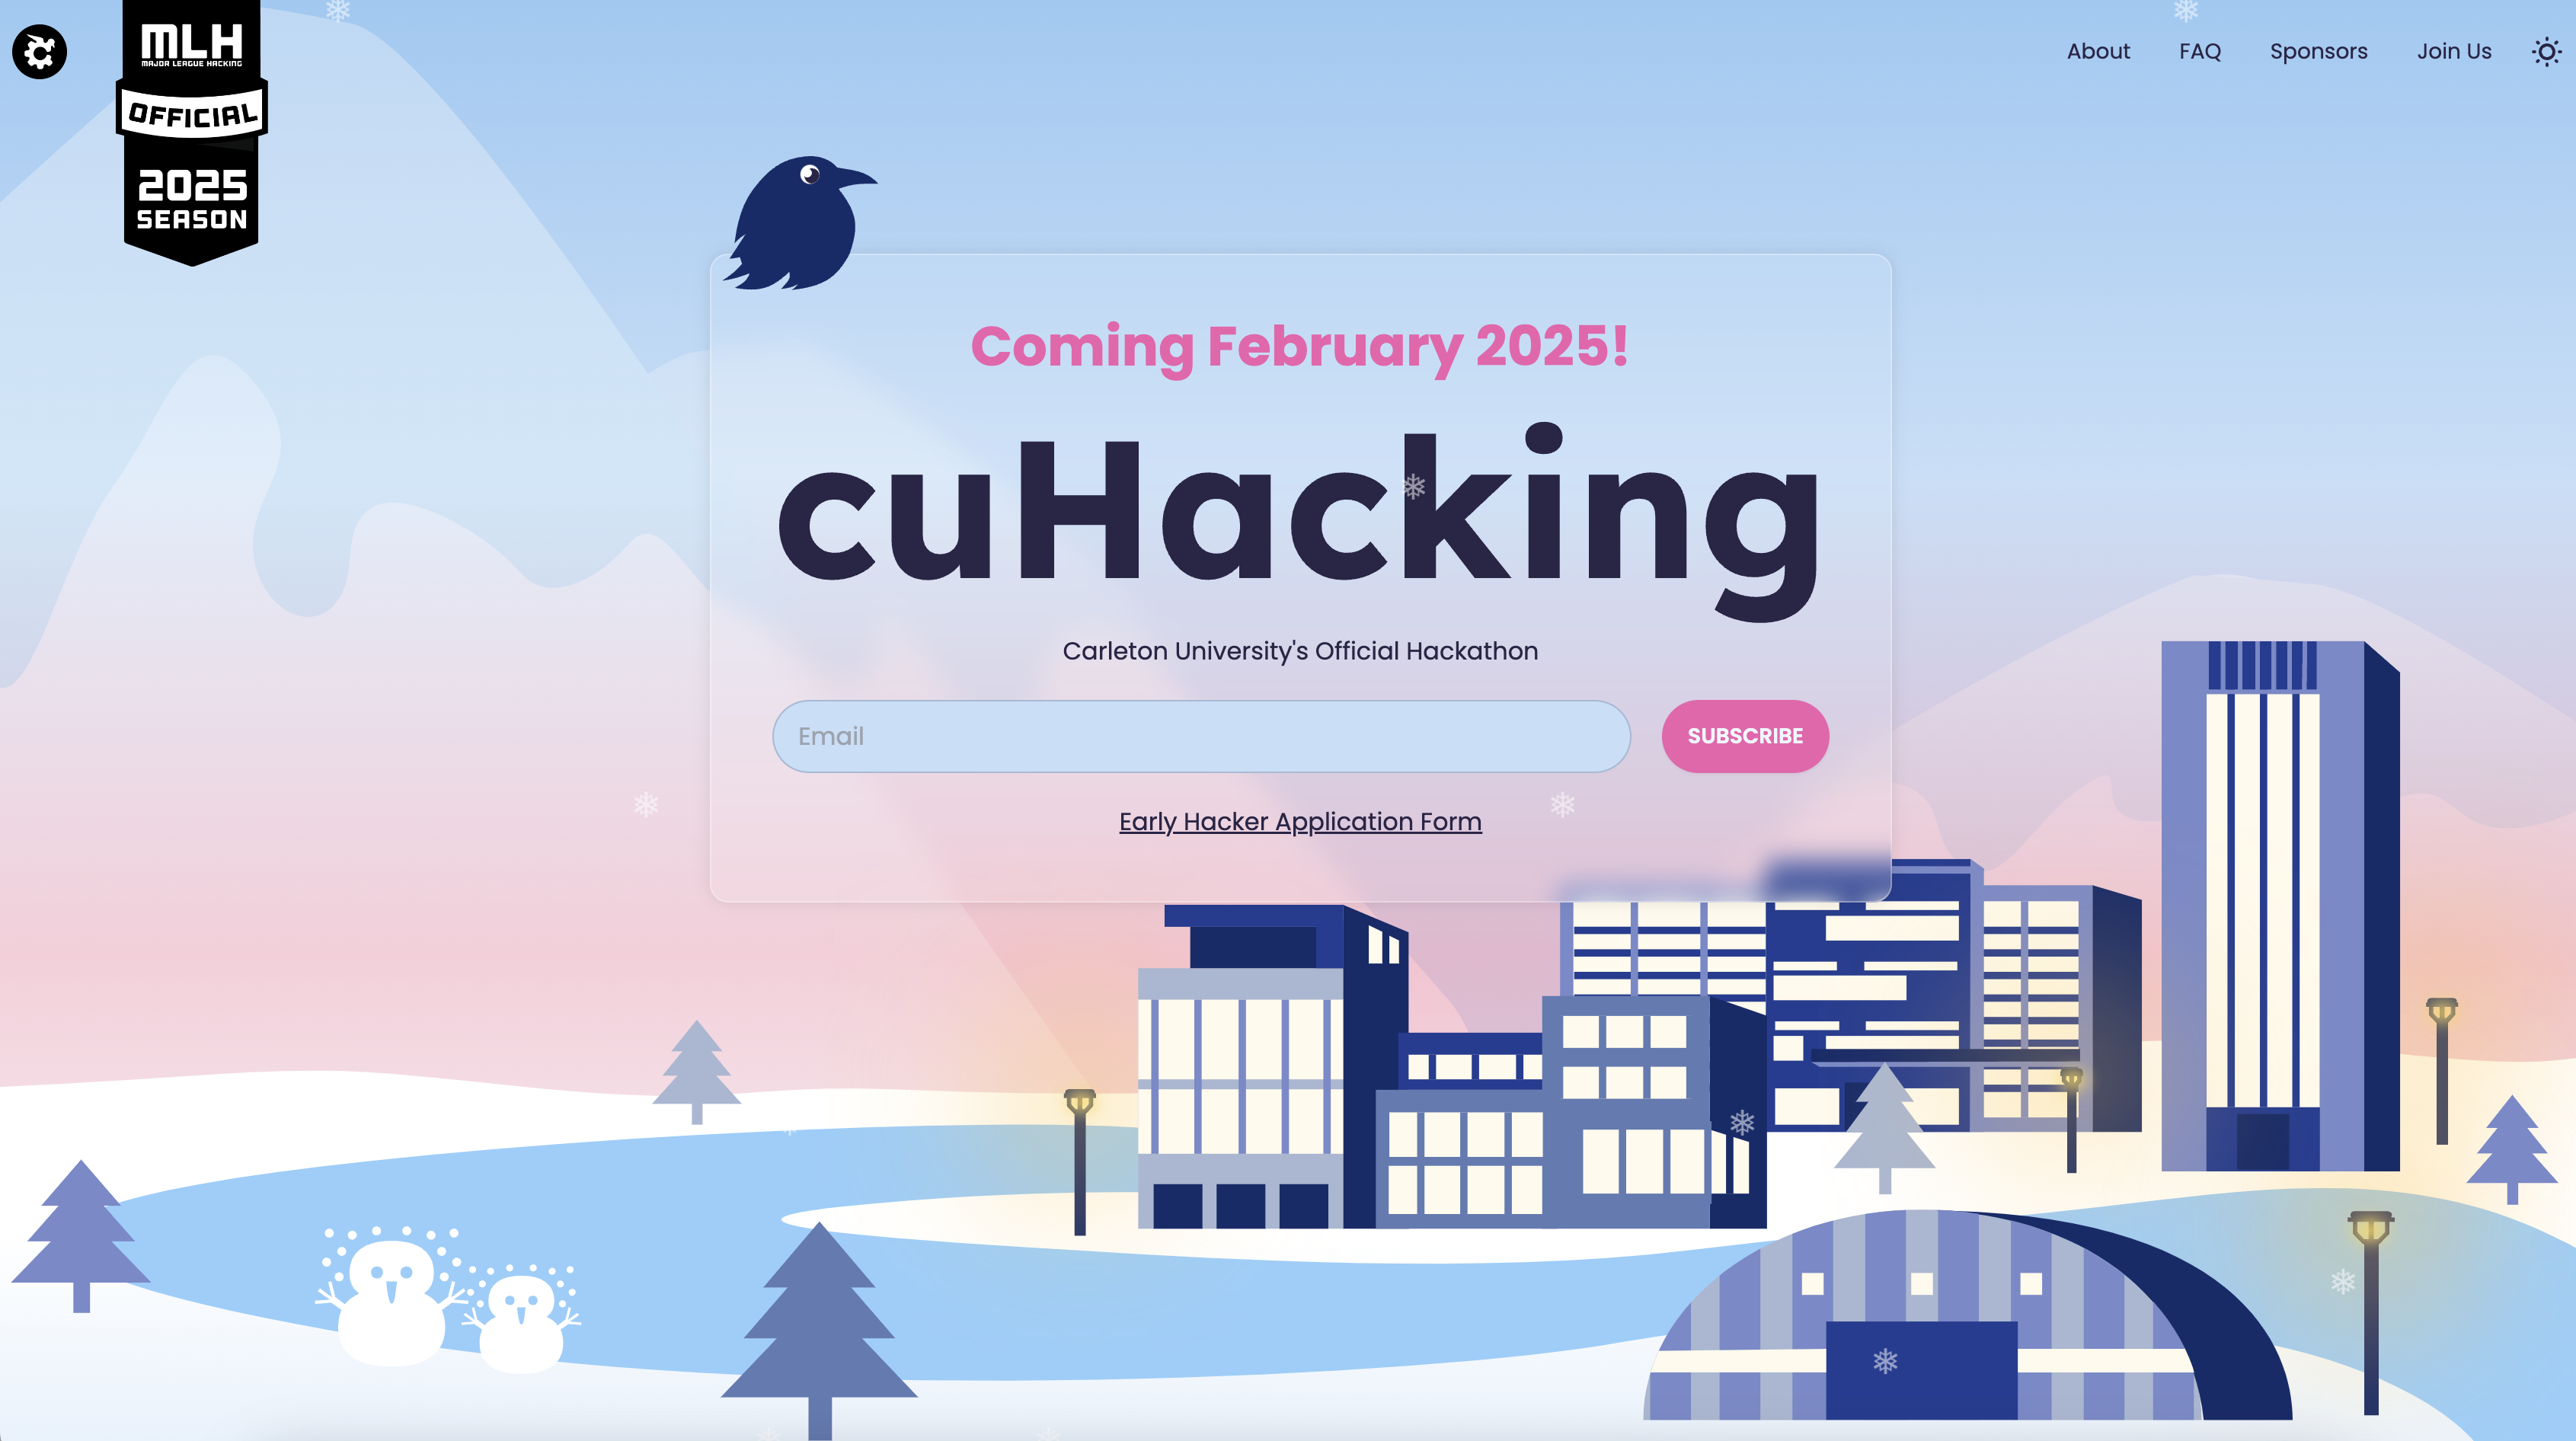 MLH
MAJOR LEAGUE HACKING
OFFICIAL
2025
SEASON
About FAQ Sponsors Join Us
Coming February 2025!
cuHacking
Carleton University's Official Hackathon
Email
SUBSCRIBE
Early Hacker Application Form